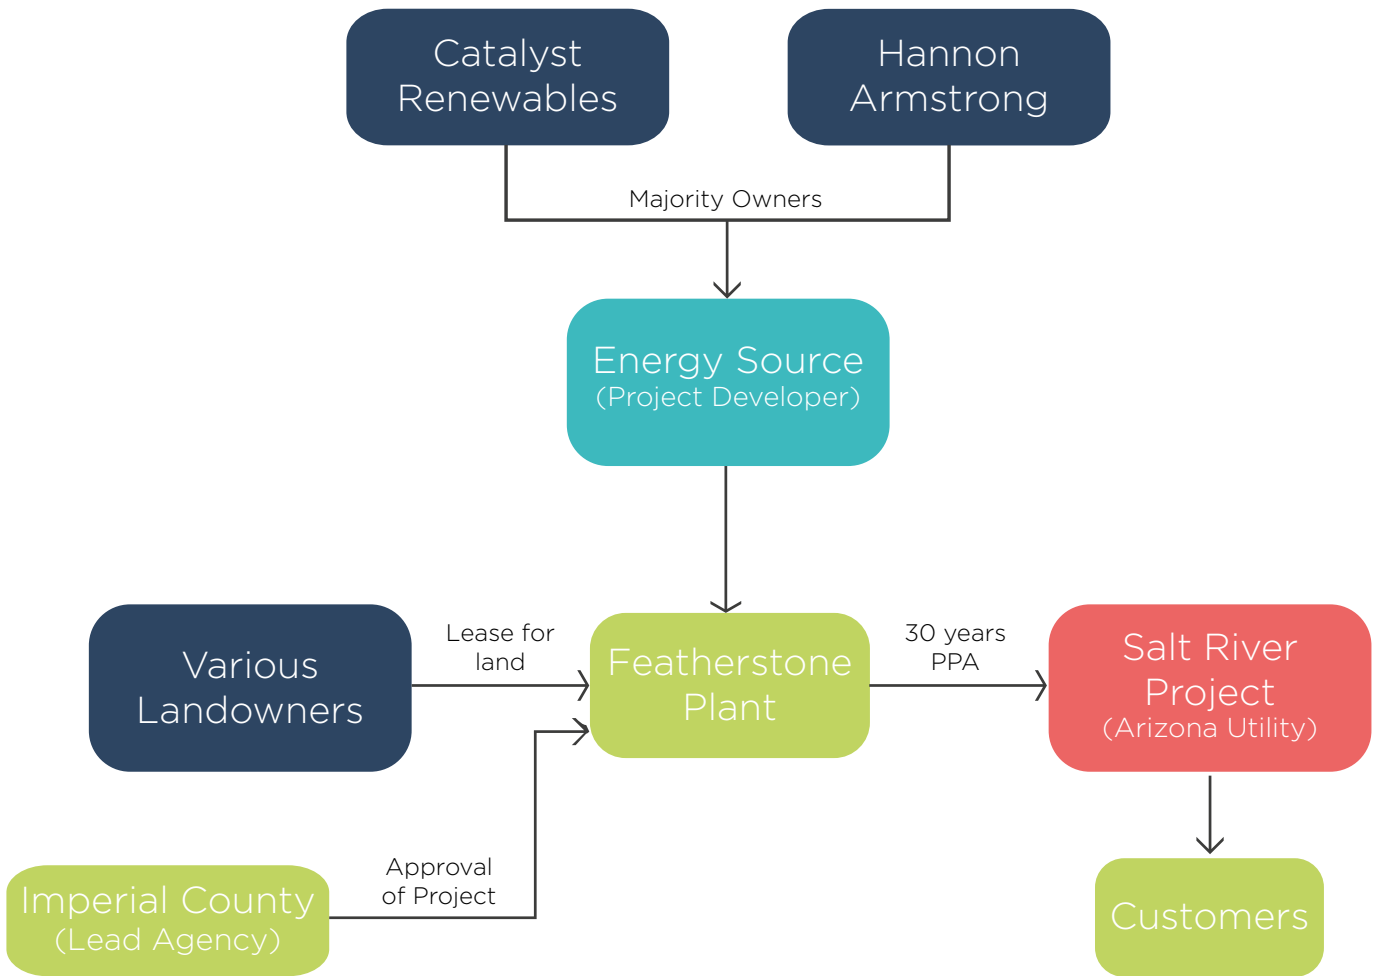 Catalyst
Renewables
Hannon
Armstrong
Majority Owners
Energy Source
(Project Developer)
Various
Landowners
Lease for
land
Featherstone
Plant
30 years
PPA
Salt River
Project
(Arizona Utility)
Imperial County
(Lead Agency)
Approval
of Project
Customers